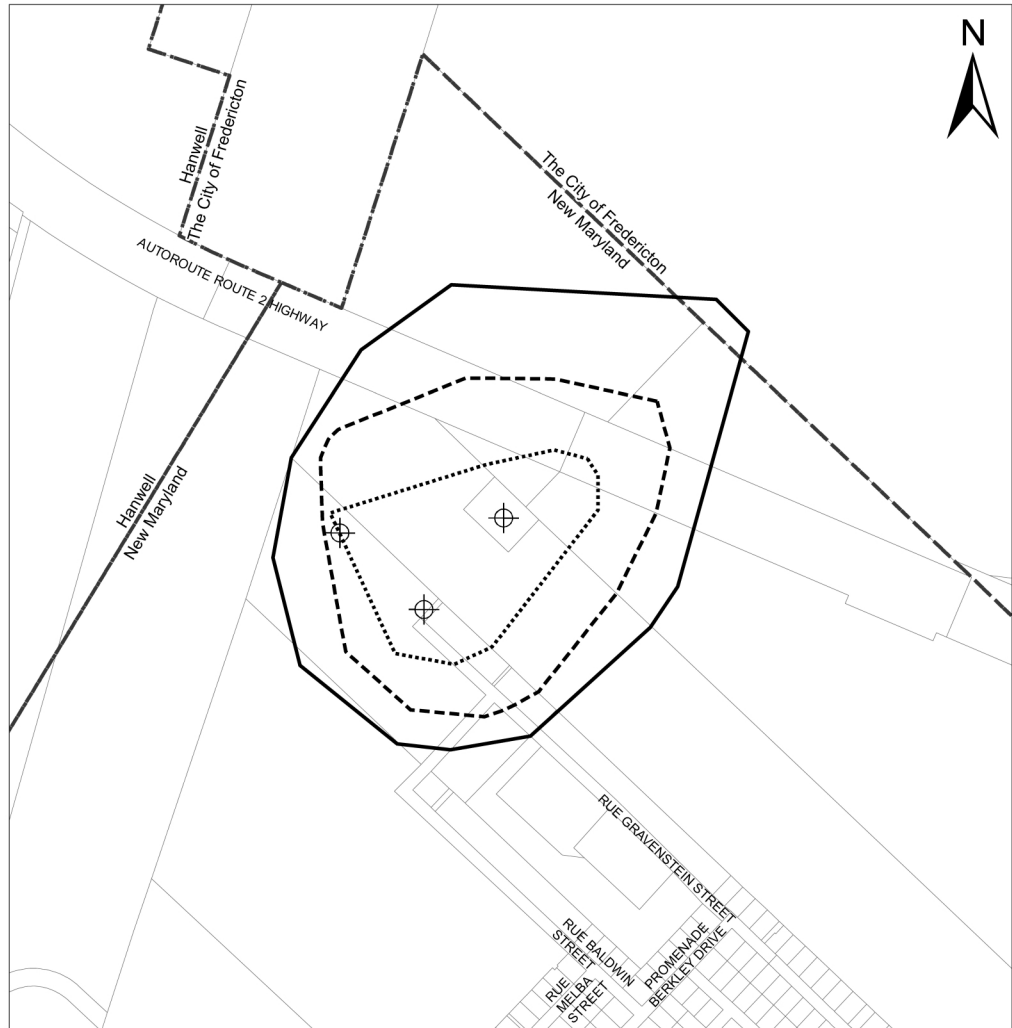 N
Hanwell
The City of Fredericton
The City of Fredericton
New Maryland
AUTOROUTE ROUTE 2 HIGHWAY
Hanwell
New Maryland
RUE GRAVENSTEIN STREET
RUE BALDWIN
STREET
PROMENADE
BERKLEY DRIVE
RUE
MELBA
STREET